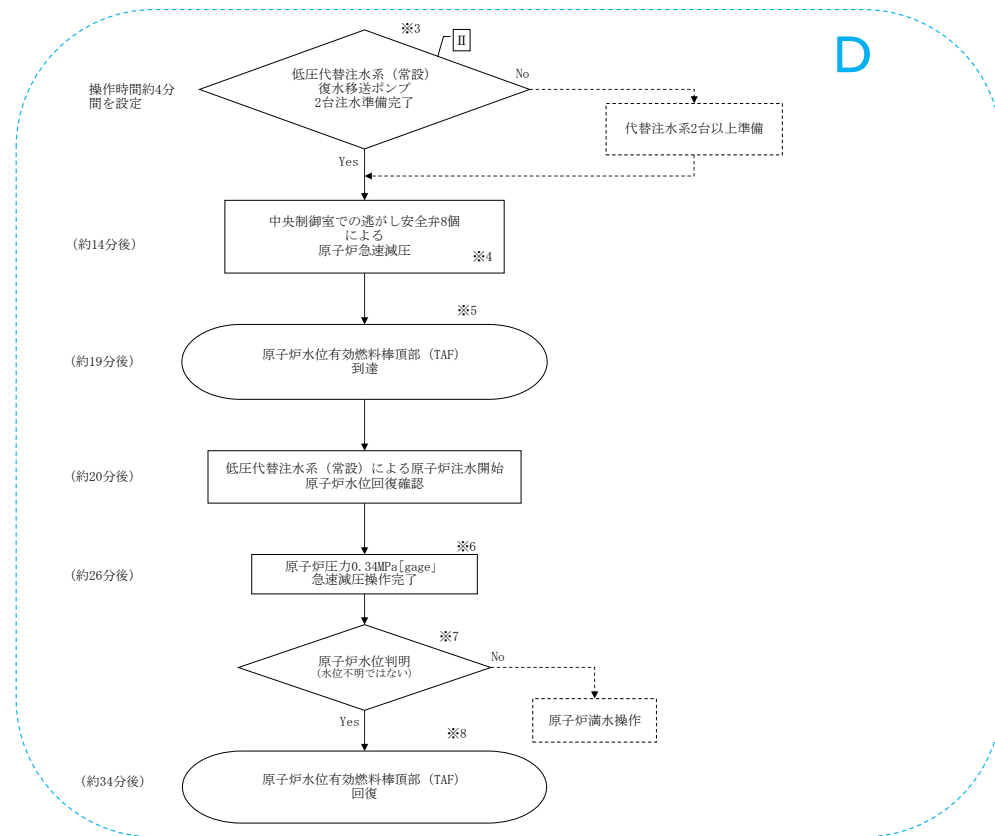 ※3
Ⅱ
D
低圧代替注水系（常設）
復水移送ポンプ
2台注水準備完了
No
操作時間約4分
間を設定
代替注水系2台以上準備
Yes
中央制御室での逃がし安全弁8個
による
原子炉急速減圧
※4
(約14分後)
※5
原子炉水位有効燃料棒頂部（TAF）
到達
(約19分後)
低圧代替注水系（常設）による原子炉注水開始
原子炉水位回復確認
(約20分後)
※6
原子炉圧力0.34MPa[gage」
急速減圧操作完了
(約26分後)
※7
原子炉水位判明
(水位不明ではない)
No
原子炉満水操作
Yes
※8
原子炉水位有効燃料棒頂部（TAF）
回復
(約34分後)